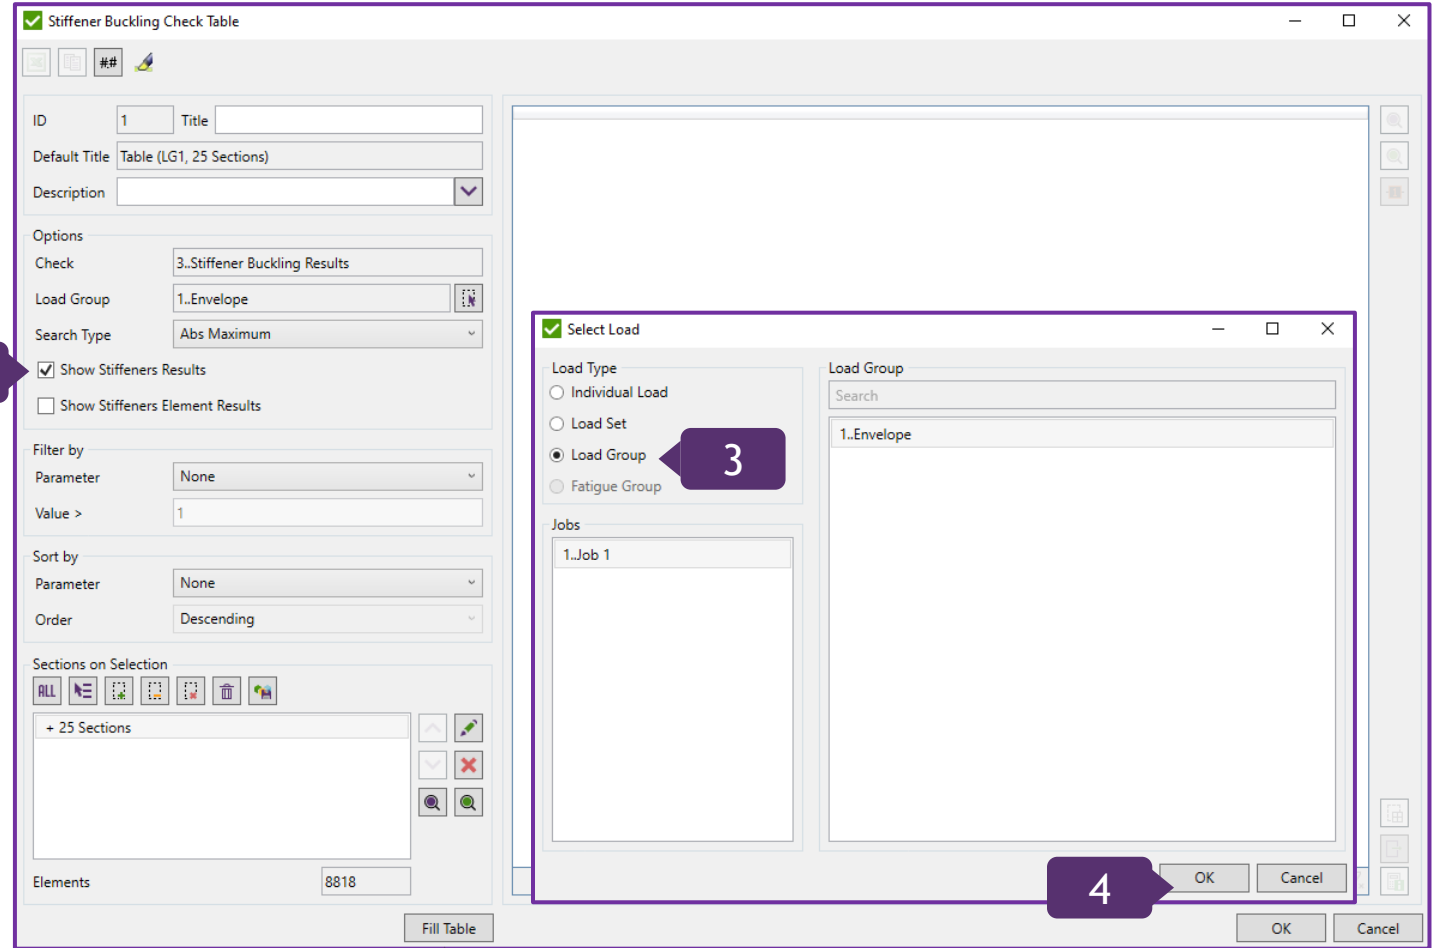 Stiffener Buckling Check Table
##
ID 1 Title
Default Title Table (LG1, 25 Sections)
Description
Options
Check 3..Stiffener Buckling Results
Load Group 1..Envelope
Search Type Abs Maximum
Show Stiffeners Results
Show Stiffeners Element Results
Filter by
Parameter None
Value > 1
Sort by
Parameter None
Order Descending
Sections on Selection
ALL
+ 25 Sections
Elements 8818
Fill Table
Select Load
Load Type
Individual Load
Load Set
Load Group
3
Fatigue Group
Jobs
1..Job 1
Load Group
Search
1..Envelope
4
OK Cancel
OK Cancel